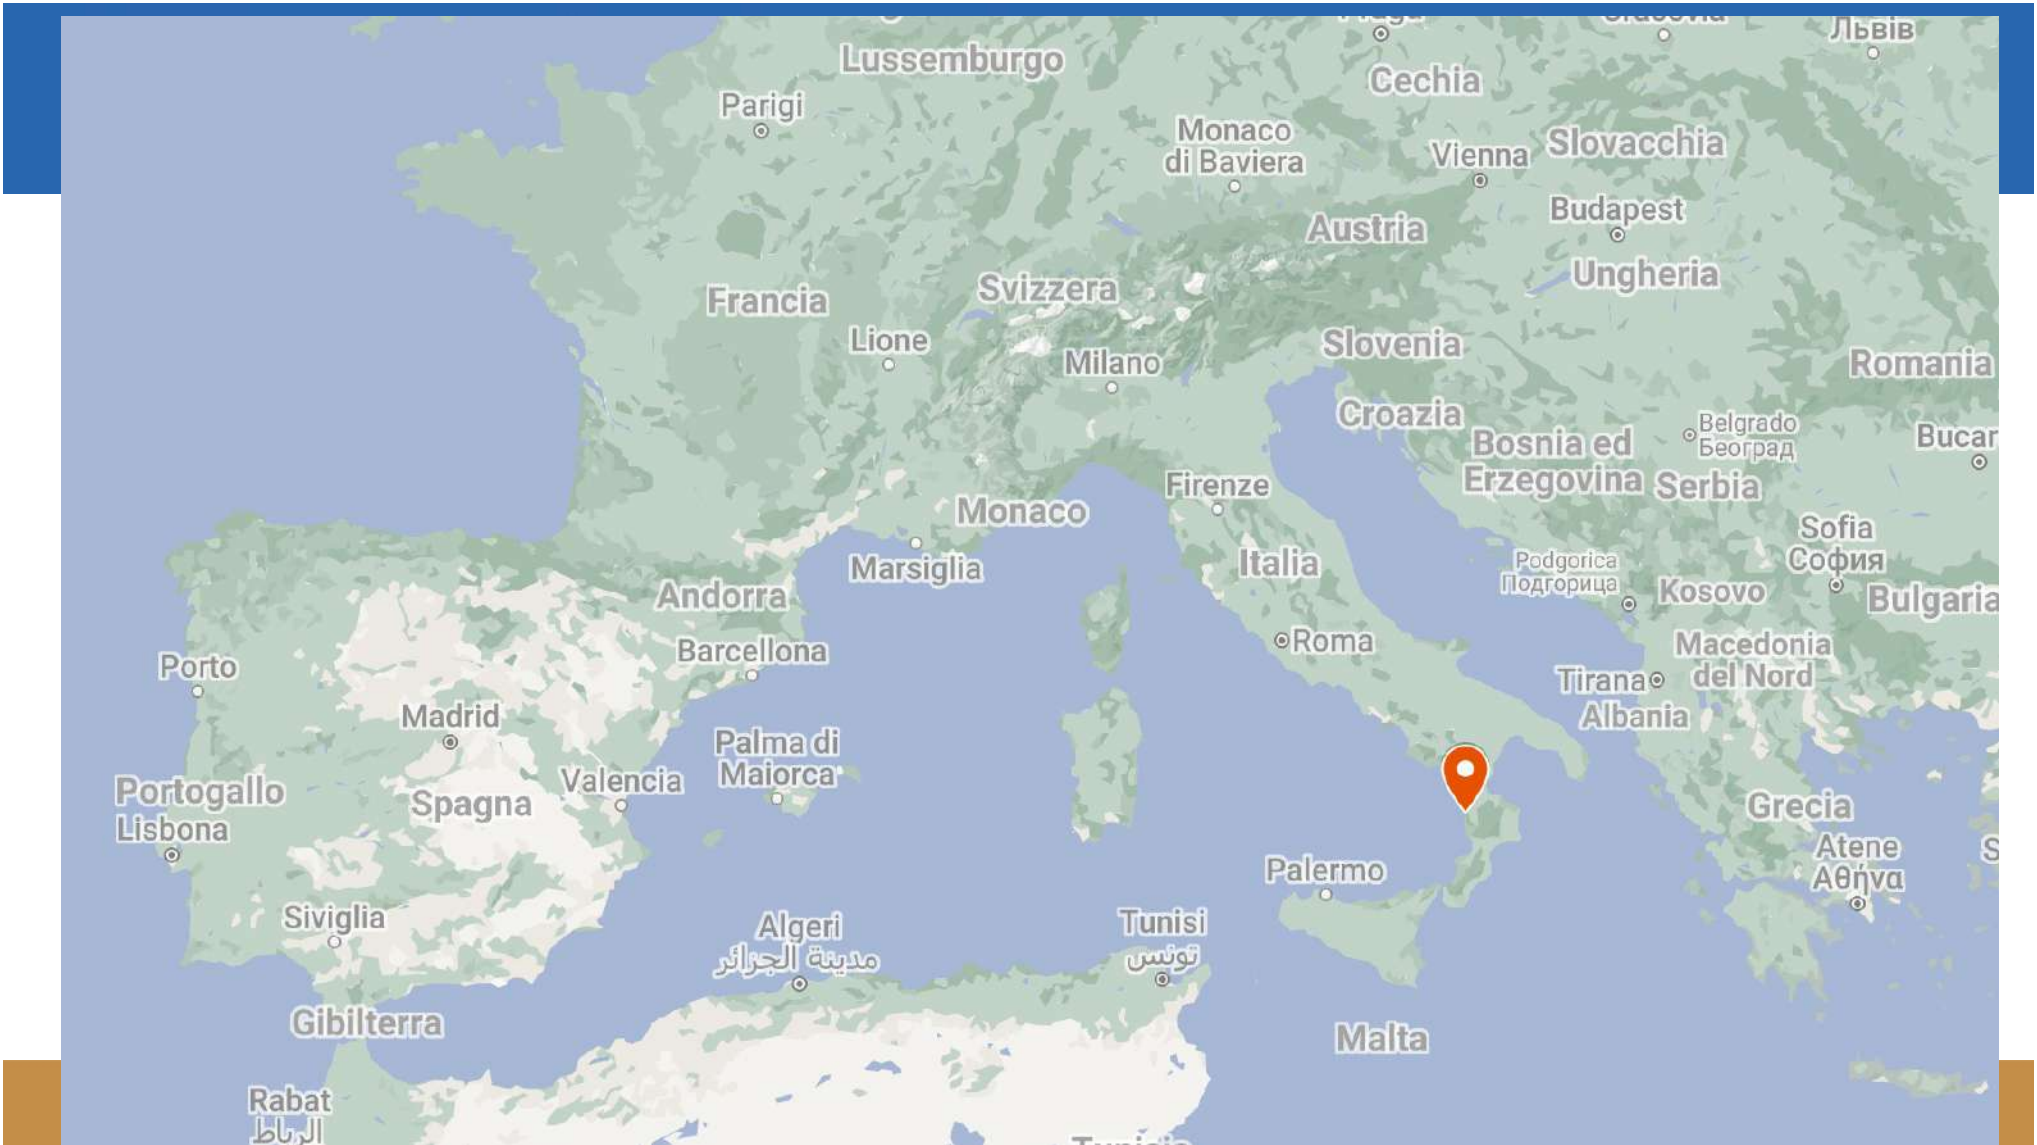 Львів
Lussemburgo
Cechia
Parigi
Monaco
di Baviera
Vienna
Slovacchia
Budapest
Austria
Ungheria
Svizzera
Francia
Lione
Milano
Slovenia
Romania
Croazia
Belgrado
Београд
Bosnia ed
Erzegovina
Serbia
Bucar
Firenze
Monaco
Sofia
София
Marsiglia
Italia
Podgorica
Подгорица
Kosovo
Bulgaria
Andorra
Roma
Barcellona
Macedonia
del Nord
Porto
Tirana
Albania
Madrid
Palma di
Maiorca
Valencia
Portogallo
Lisbona
Spagna
Grecia
Atene
Αθήνα
S
Palermo
Siviglia
Algeri
مدينة الجزائر
Tunisi
تونس
Gibilterra
Malta
Rabat
الرباط